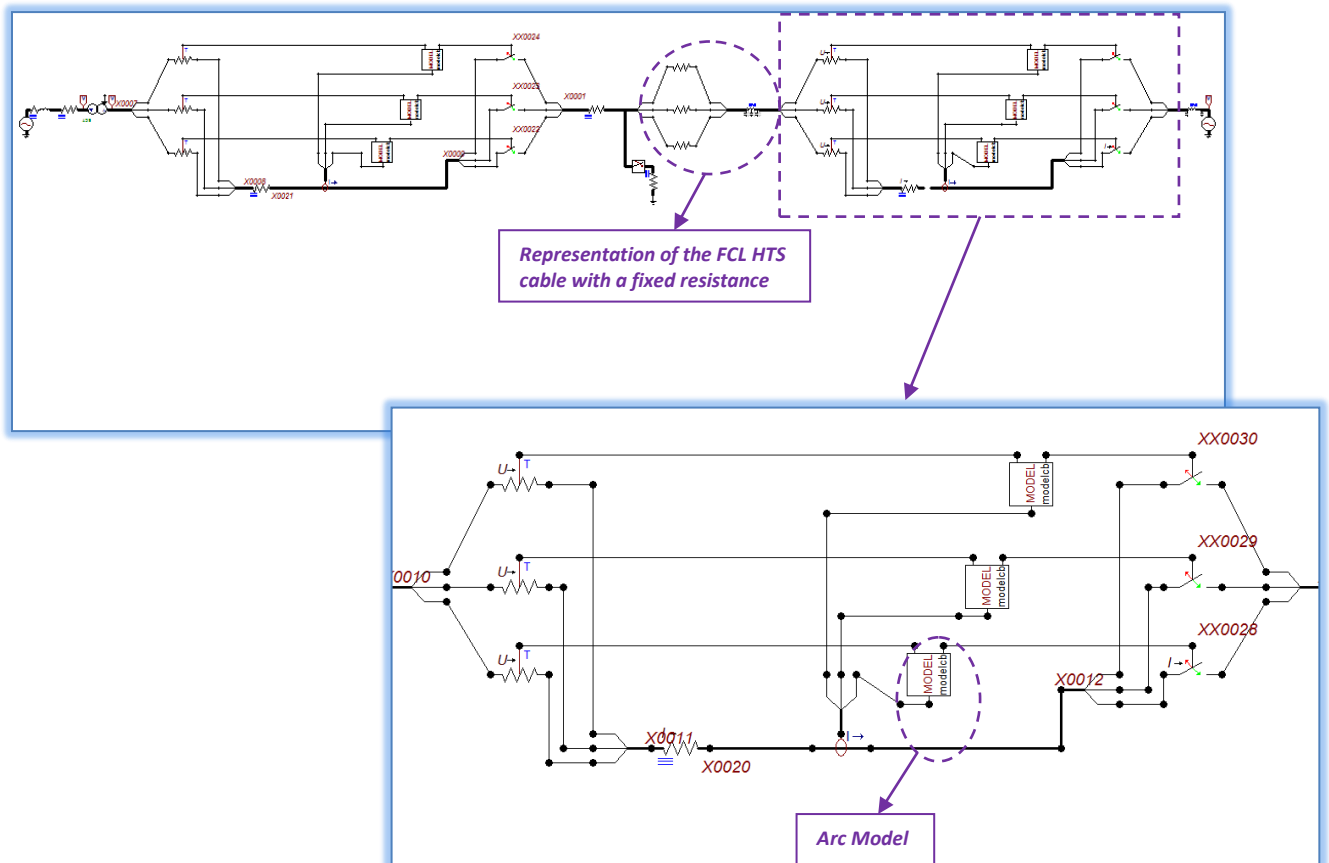 XX0024
T
U→
T
X0007
XX0023
X0001
T
U→
XX0022
T
U→
X0009
X0008
I→
X0021
I→
I→
I→
Representation of the FCL HTS
cable with a fixed resistance
XX0030
U→
T
MODEL
modelcb
XX0029
U→
T
X0010
MODEL
modelcb
XX0028
U→
T
MODEL
modelcb
I→
X0012
X0011
I→
X0020
Arc Model